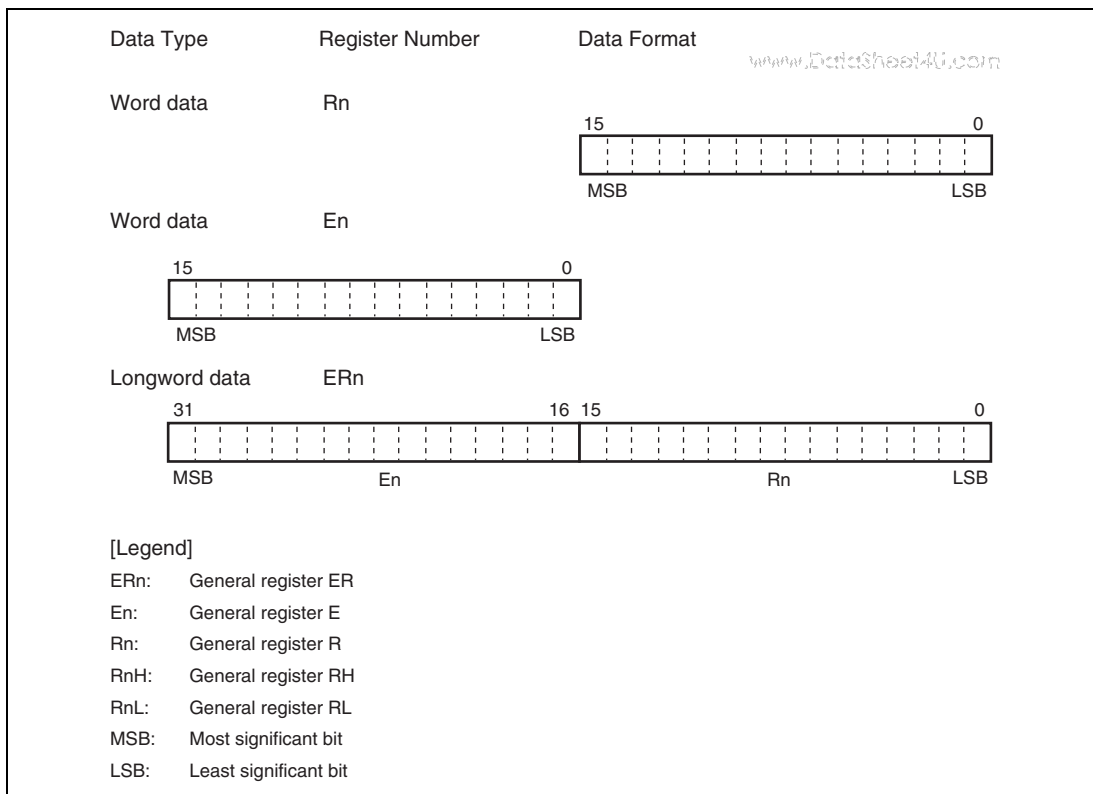 Data Type Register Number Data Format
www.DataSheet4U.com
Word data Rn
15 0
MSB LSB
Word data En
15 0
MSB LSB
Longword data ERn
31 16 15 0
MSB En Rn LSB
[Legend]
ERn: General register ER
En: General register E
Rn: General register R
RnH: General register RH
RnL: General register RL
MSB: Most significant bit
LSB: Least significant bit